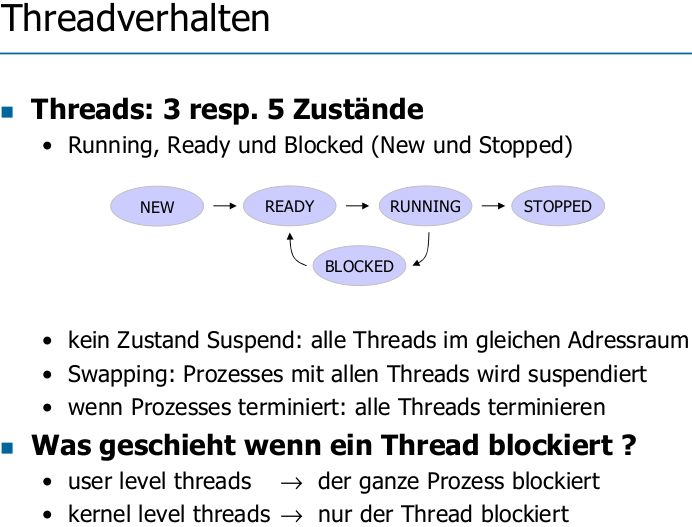 Threadverhalten
Threads: 3 resp. 5 Zustände
Running, Ready und Blocked (New und Stopped)
NEW READY RUNNING STOPPED
BLOCKED
kein Zustand Suspend: alle Threads im gleichen Adressraum
Swapping: Prozesses mit allen Threads wird suspendiert
wenn Prozesses terminiert: alle Threads terminieren
Was geschieht wenn ein Thread blockiert ?
user level threads → der ganze Prozess blockiert
kernel level threads → nur der Thread blockiert